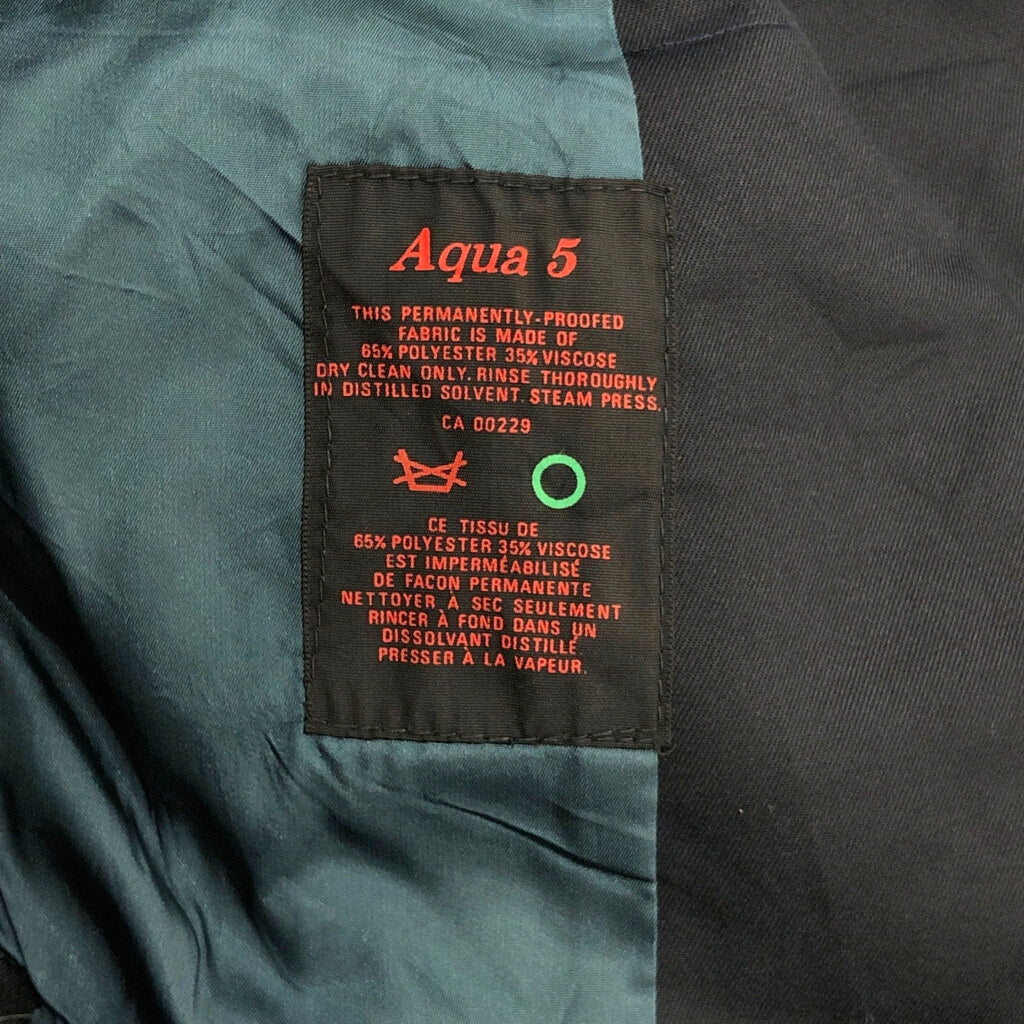 Aqua 5
THIS PERMANENTLY-PROOFED
FABRIC IS MADE OF
65% POLYESTER 35% VISCOSE
DRY CLEAN ONLY. RINSE THOROUGHLY
IN DISTILLED SOLVENT. STEAM PRESS.
CA 00229
CE TISSU DE
65% POLYESTER 35% VISCOSE
EST IMPERMÉABILISÉ
DE FACON PERMANENTE
NETTOYER À SEC SEULEMENT
RINCER À FOND DANS UN
DISSOLVANT DISTILLÉ
PRESSER À LA VAPEUR.